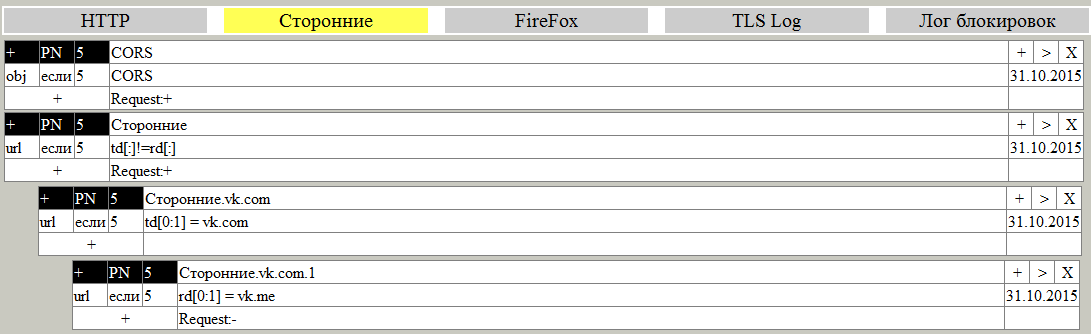 HTTP Сторонние FireFox TLS Log Лог блокировок
+ PN 5 CORS + > X
obj если 5 CORS 31.10.2015
+ Request:+
+ PN 5 Сторонние + > X
url если 5 td[:]!=rd[:] 31.10.2015
+ Request:+
+ PN 5 Сторонние.vk.com + > X
url если 5 td[0:1] = vk.com 31.10.2015
+
+ PN 5 Сторонние.vk.com.1 + > X
url если 5 rd[0:1] = vk.me 31.10.2015
+ Request:-